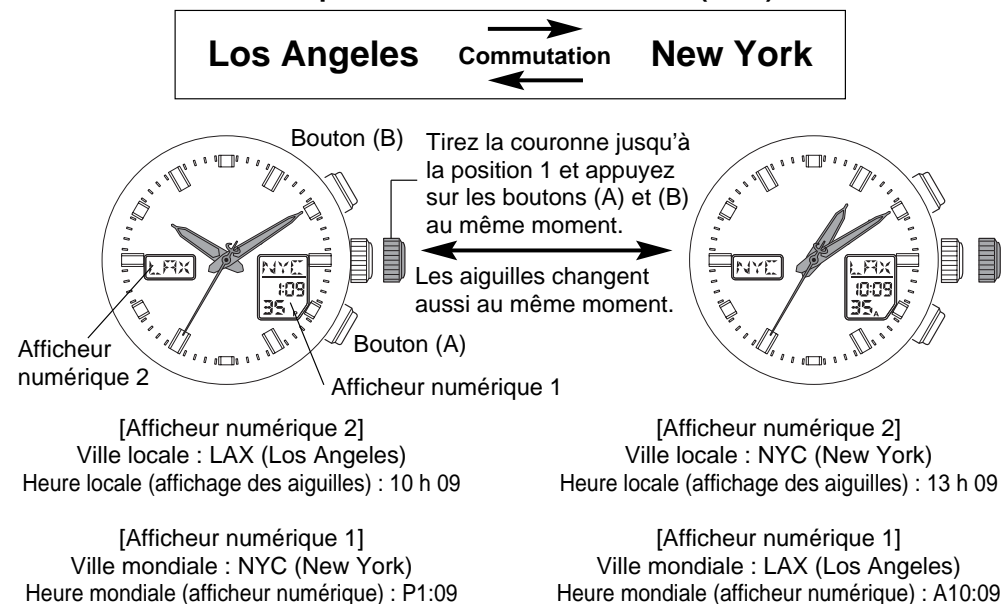 Los Angeles Commutation New York
Bouton (B)
Tirez la couronne jusqu'à
la position 1 et appuyez
sur les boutons (A) et (B)
au même moment.
Les aiguilles changent
aussi au même moment.
LAX
NYC
1:09
35
NYC
LAX
10:09
35A
Bouton (A)
Afficheur
numérique 2
Afficheur numérique 1
[Afficheur numérique 2]
Ville locale : LAX (Los Angeles)
Heure locale (affichage des aiguilles) : 10 h 09
[Afficheur numérique 1]
Ville mondiale : NYC (New York)
Heure mondiale (afficheur numérique) : P1:09
[Afficheur numérique 2]
Ville locale : NYC (New York)
Heure locale (affichage des aiguilles) : 13 h 09
[Afficheur numérique 1]
Ville mondiale : LAX (Los Angeles)
Heure mondiale (afficheur numérique) : A10:09